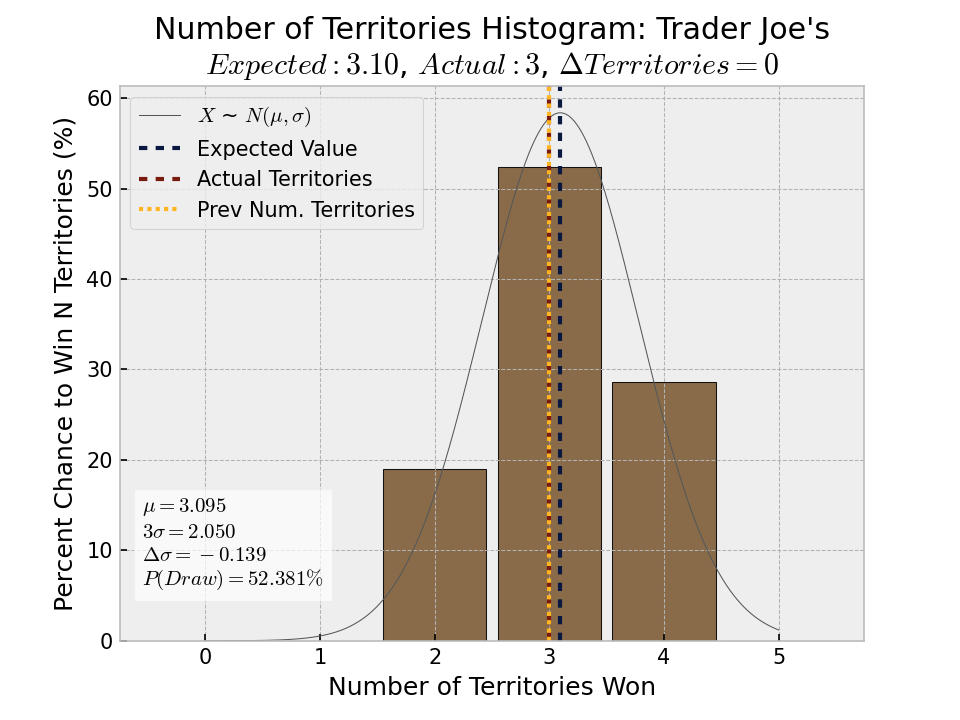 Number of Territories Histogram: Trader Joe's
Expected : 3.10, Actual : 3, ΔTerritories = 0
60
50
40
30
20
10
0
Percent Chance to Win N Territories (%)
X ~ N(μ, σ)
Expected Value
Actual Territories
Prev Num. Territories
μ = 3.095
3σ = 2.050
Δσ = −0.139
P(Draw) = 52.381%
0 1 2 3 4 5
Number of Territories Won